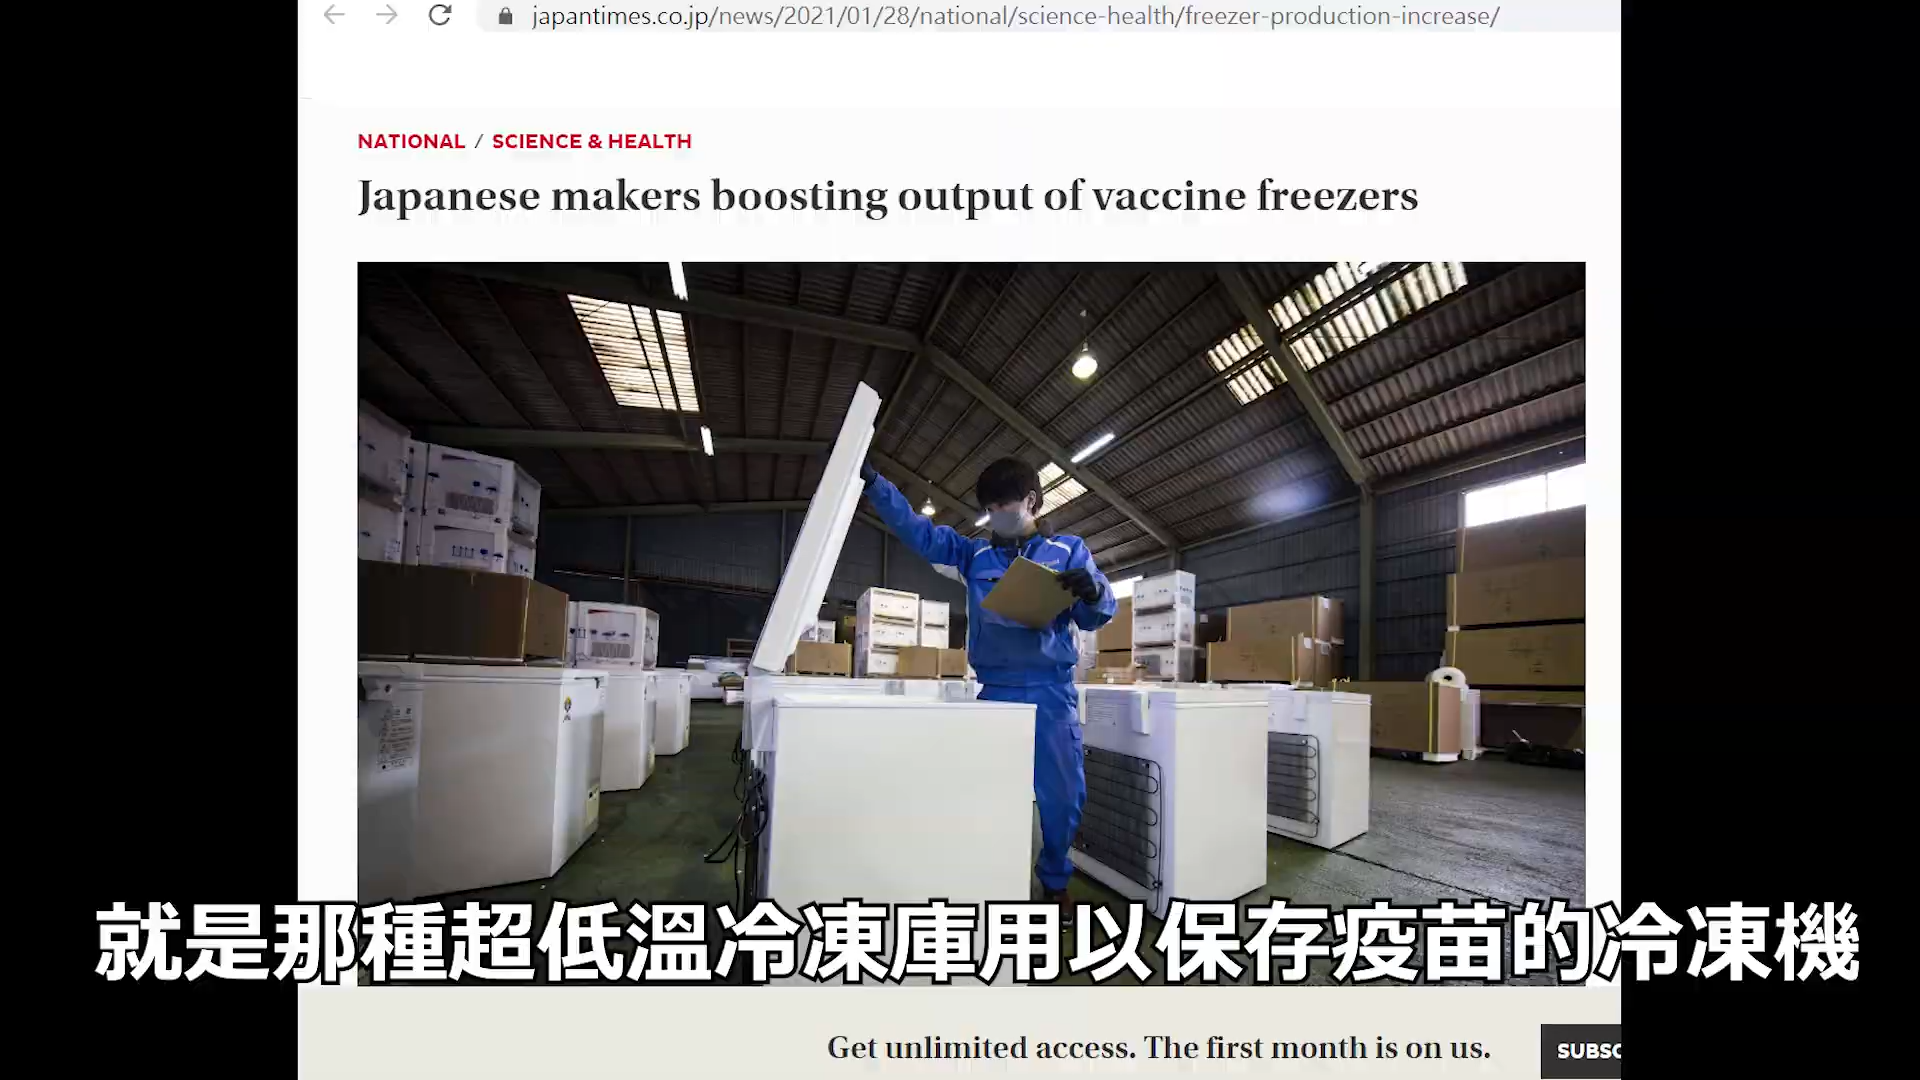 japantimes.co.jp/news/2021/01/28/national/science-health/freezer-production-increase/
NATIONAL / SCIENCE & HEALTH
Japanese makers boosting output of vaccine freezers
就是那種超低溫冷凍庫用以保存疫苗的冷凍機
Get unlimited access. The first month is on us.
SUBSC